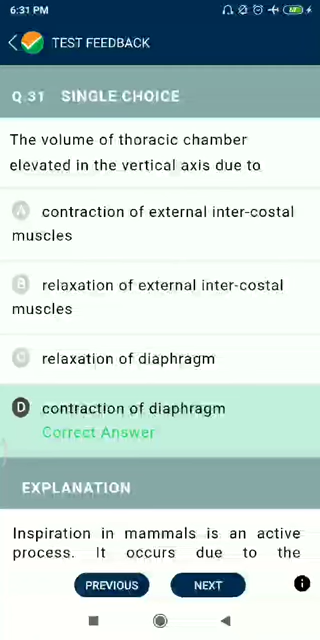 6:31 PM
TEST FEEDBACK
Q.31 SINGLE CHOICE
The volume of thoracic chamber
elevated in the vertical axis due to
A contraction of external inter-costal
muscles
B relaxation of external inter-costal
muscles
C relaxation of diaphragm
D contraction of diaphragm
Correct Answer
EXPLANATION
Inspiration in mammals is an active
process. It occurs due to the
PREVIOUS NEXT